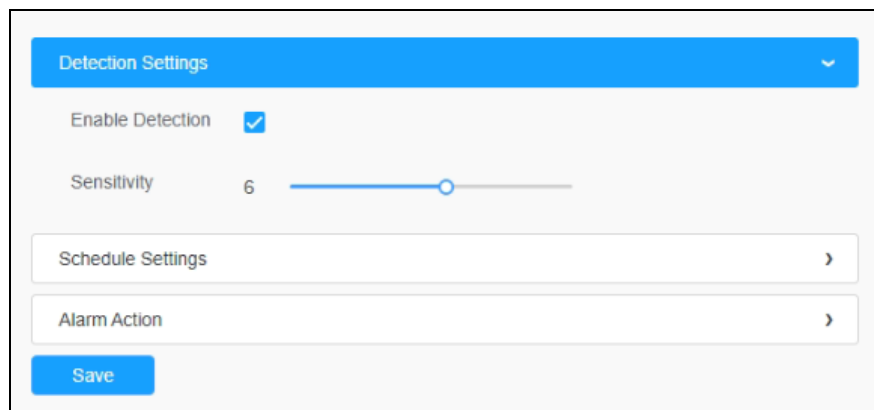 Detection Settings
Enable Detection
Sensitivity 6
Schedule Settings
Alarm Action
Save